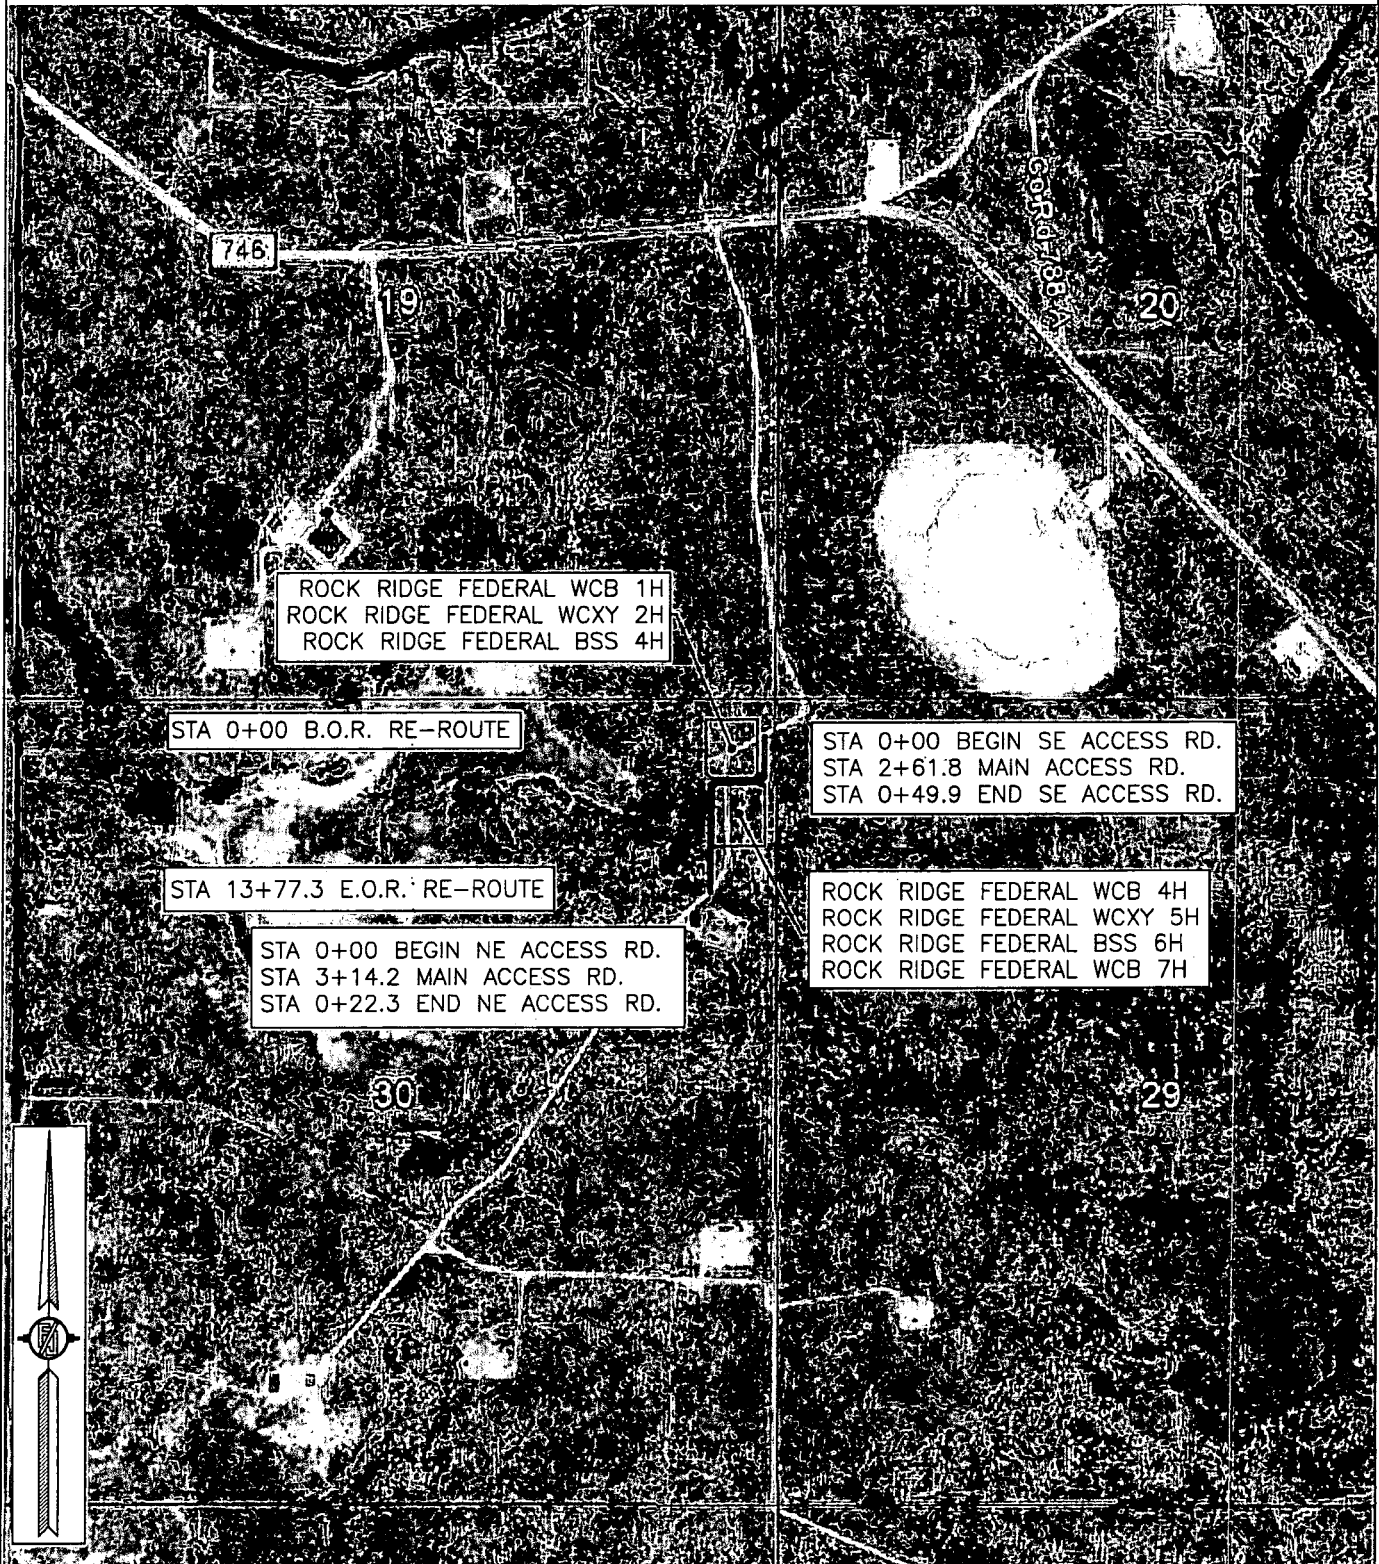 746
19
20
Co Rd 78B A
ROCK RIDGE FEDERAL WCB 1H
ROCK RIDGE FEDERAL WCXY 2H
ROCK RIDGE FEDERAL BSS 4H
STA 0+00 B.O.R. RE-ROUTE
STA 0+00 BEGIN SE ACCESS RD.
STA 2+61.8 MAIN ACCESS RD.
STA 0+49.9 END SE ACCESS RD.
STA 13+77.3 E.O.R. RE-ROUTE
ROCK RIDGE FEDERAL WCB 4H
ROCK RIDGE FEDERAL WCXY 5H
ROCK RIDGE FEDERAL BSS 6H
ROCK RIDGE FEDERAL WCB 7H
STA 0+00 BEGIN NE ACCESS RD.
STA 3+14.2 MAIN ACCESS RD.
STA 0+22.3 END NE ACCESS RD.
30
29